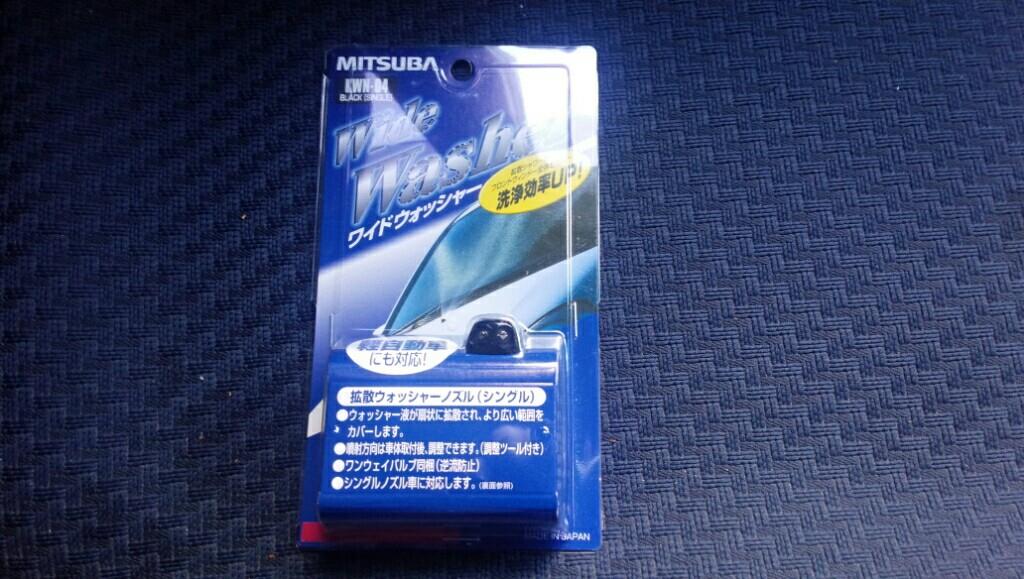 MITSUBA
KWN-04
BLACK [SINGLE]
Wide
Washer
ワイドウォッシャー
洗浄効率UP!
軽自動車
にも対応!
拡散ウォッシャーノズル(シングル)
●ウォッシャー液が扇状に拡散され、より広い範囲を
カバーします。
●噴射方向は車体取付後、調整できます。(調整ツール付き)
●ワンウェイバルブ同梱(逆流防止)
●シングルノズル車に対応します。(裏面参照)
MADE IN JAPAN